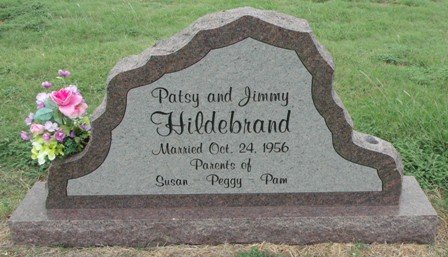 Patsy and Jimmy
Hildebrand
Married Oct. 24, 1956
Parents of
Susan - Peggy - Pam